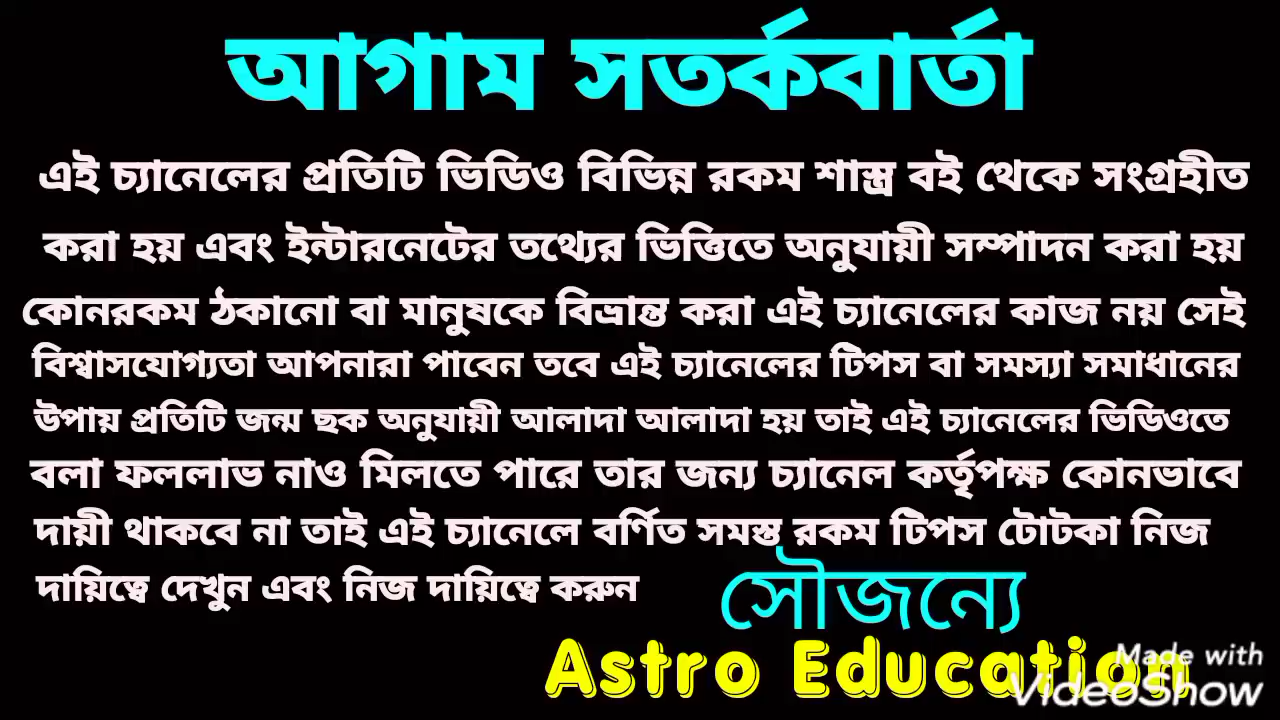 আগাম সতর্কবার্তা
এই চ্যানেলের প্রতিটি ভিডিও বিভিন্ন রকম শাস্ত্র বই থেকে সংগ্রহীত
করা হয় এবং ইন্টারনেটের তথ্যের ভিত্তিতে অনুযায়ী সম্পাদন করা হয়
কোনরকম ঠকানো বা মানুষকে বিভ্রান্ত করা এই চ্যানেলের কাজ নয় সেই
বিশ্বাসযোগ্যতা আপনারা পাবেন তবে এই চ্যানেলের টিপস বা সমস্যা সমাধানের
উপায় প্রতিটি জন্ম ছক অনুযায়ী আলাদা আলাদা হয় তাই এই চ্যানেলের ভিডিওতে
বলা ফললাভ নাও মিলতে পারে তার জন্য চ্যানেল কর্তৃপক্ষ কোনভাবে
দায়ী থাকবে না তাই এই চ্যানেলে বর্ণিত সমস্ত রকম টিপস টোটকা নিজ
দায়িত্বে দেখুন এবং নিজ দায়িত্বে করুন
সৌজন্যে
Astro Education
Made with
VideoShow